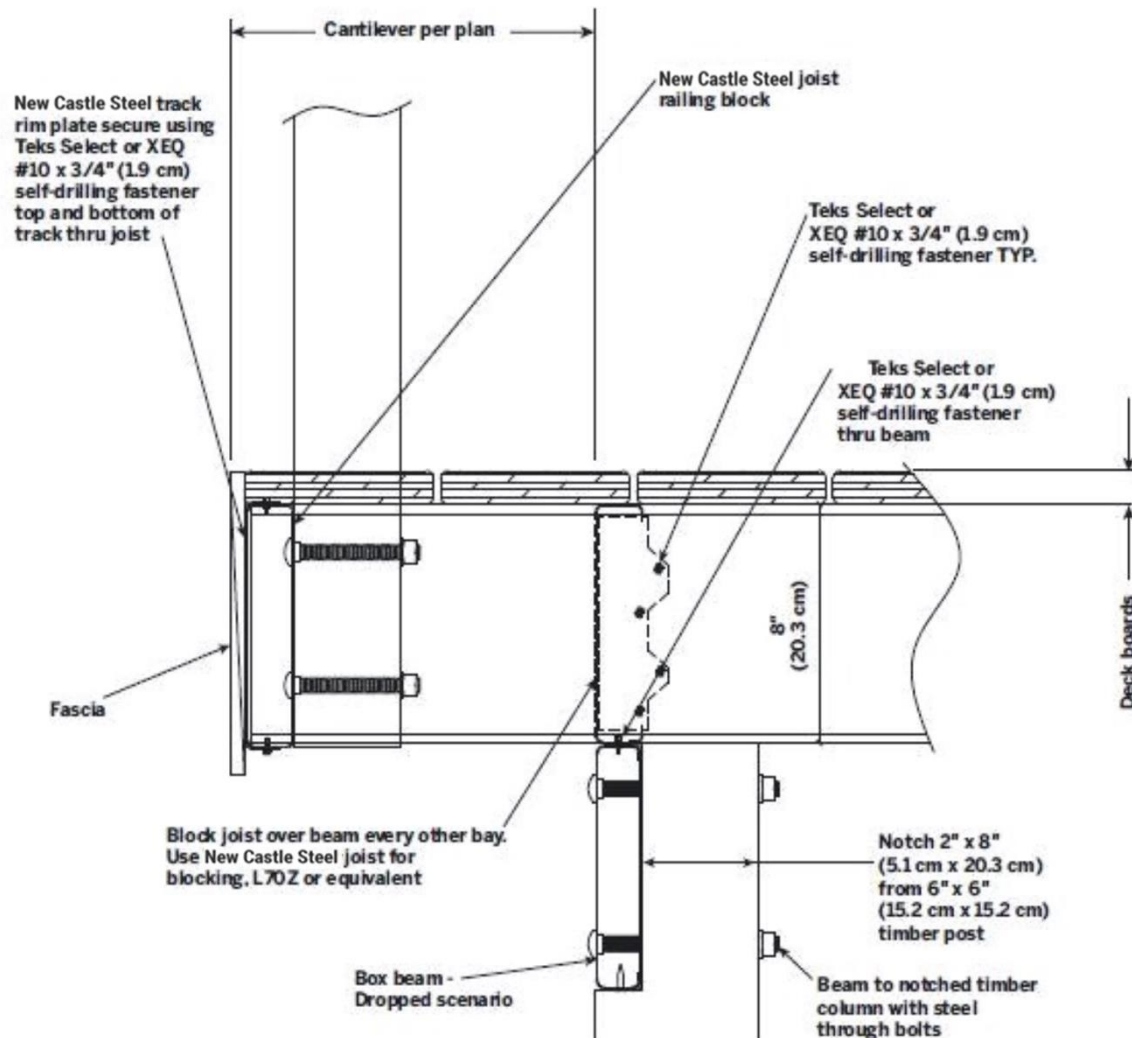 Cantilever per plan
New Castle Steel joist
railing block
New Castle Steel track
rim plate secure using
Teks Select or XEQ
#10 x 3/4" (1.9 cm)
self-drilling fastener
top and bottom of
track thru joist
Teks Select or
XEQ #10 x 3/4" (1.9 cm)
self-drilling fastener TYP.
Teks Select or
XEQ #10 x 3/4" (1.9 cm)
self-drilling fastener
thru beam
8"
(20.3 cm)
Deck boards
Fascia
Block joist over beam every other bay.
Use New Castle Steel joist for
blocking, L70Z or equivalent
Notch 2" x 8"
(5.1 cm x 20.3 cm)
from 6" x 6"
(15.2 cm x 15.2 cm)
timber post
Box beam -
Dropped scenario
Beam to notched timber
column with steel
through bolts